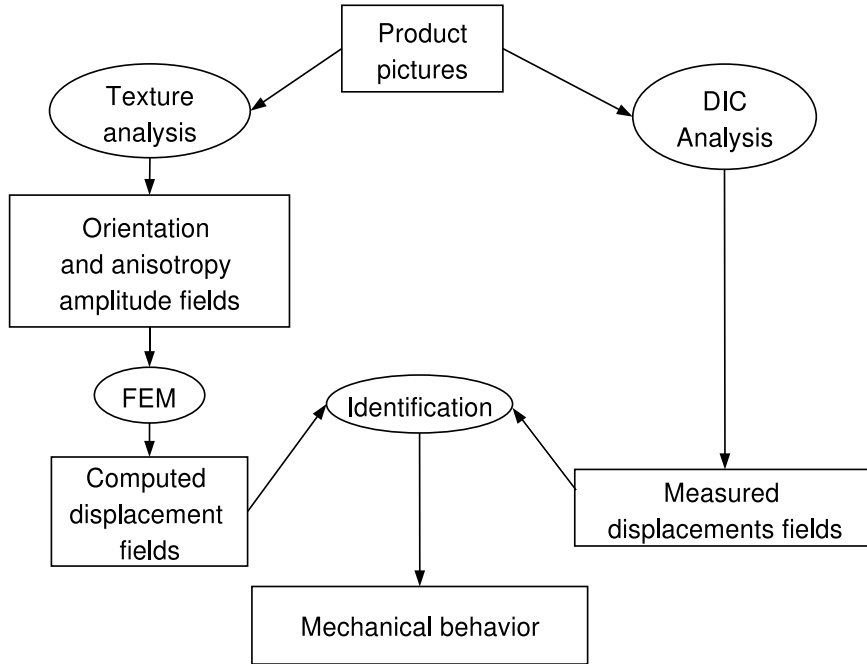 Product
pictures
Texture
analysis
DIC
Analysis
Orientation
and anisotropy
amplitude fields
FEM
Identification
Computed
displacement
fields
Measured
displacements fields
Mechanical behavior